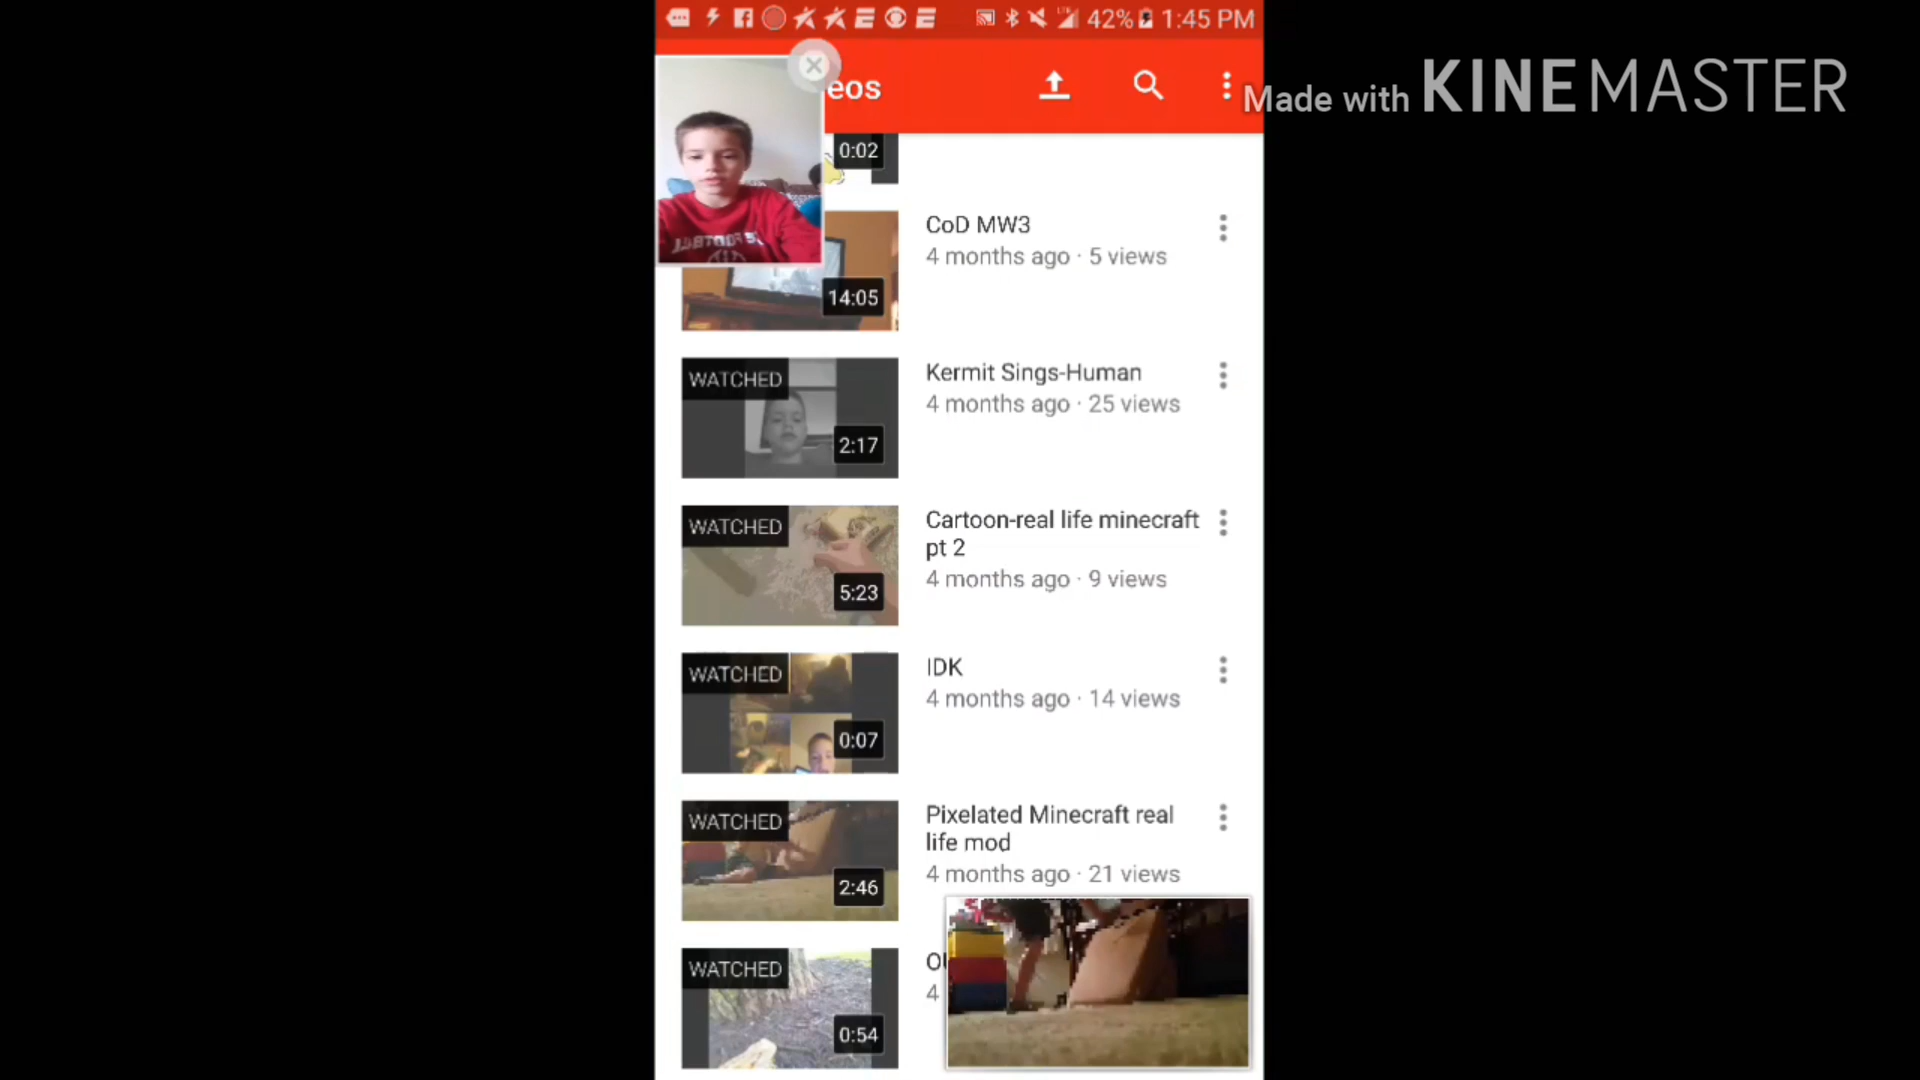 42% 1:45 PM
eos
Made with KINEMASTER
0:02
CoD MW3
4 months ago · 5 views
14:05
WATCHED
Kermit Sings-Human
4 months ago · 25 views
2:17
WATCHED
Cartoon-real life minecraft
pt 2
4 months ago · 9 views
5:23
WATCHED
IDK
4 months ago · 14 views
0:07
WATCHED
Pixelated Minecraft real
life mod
4 months ago · 21 views
2:46
WATCHED
4
0:54